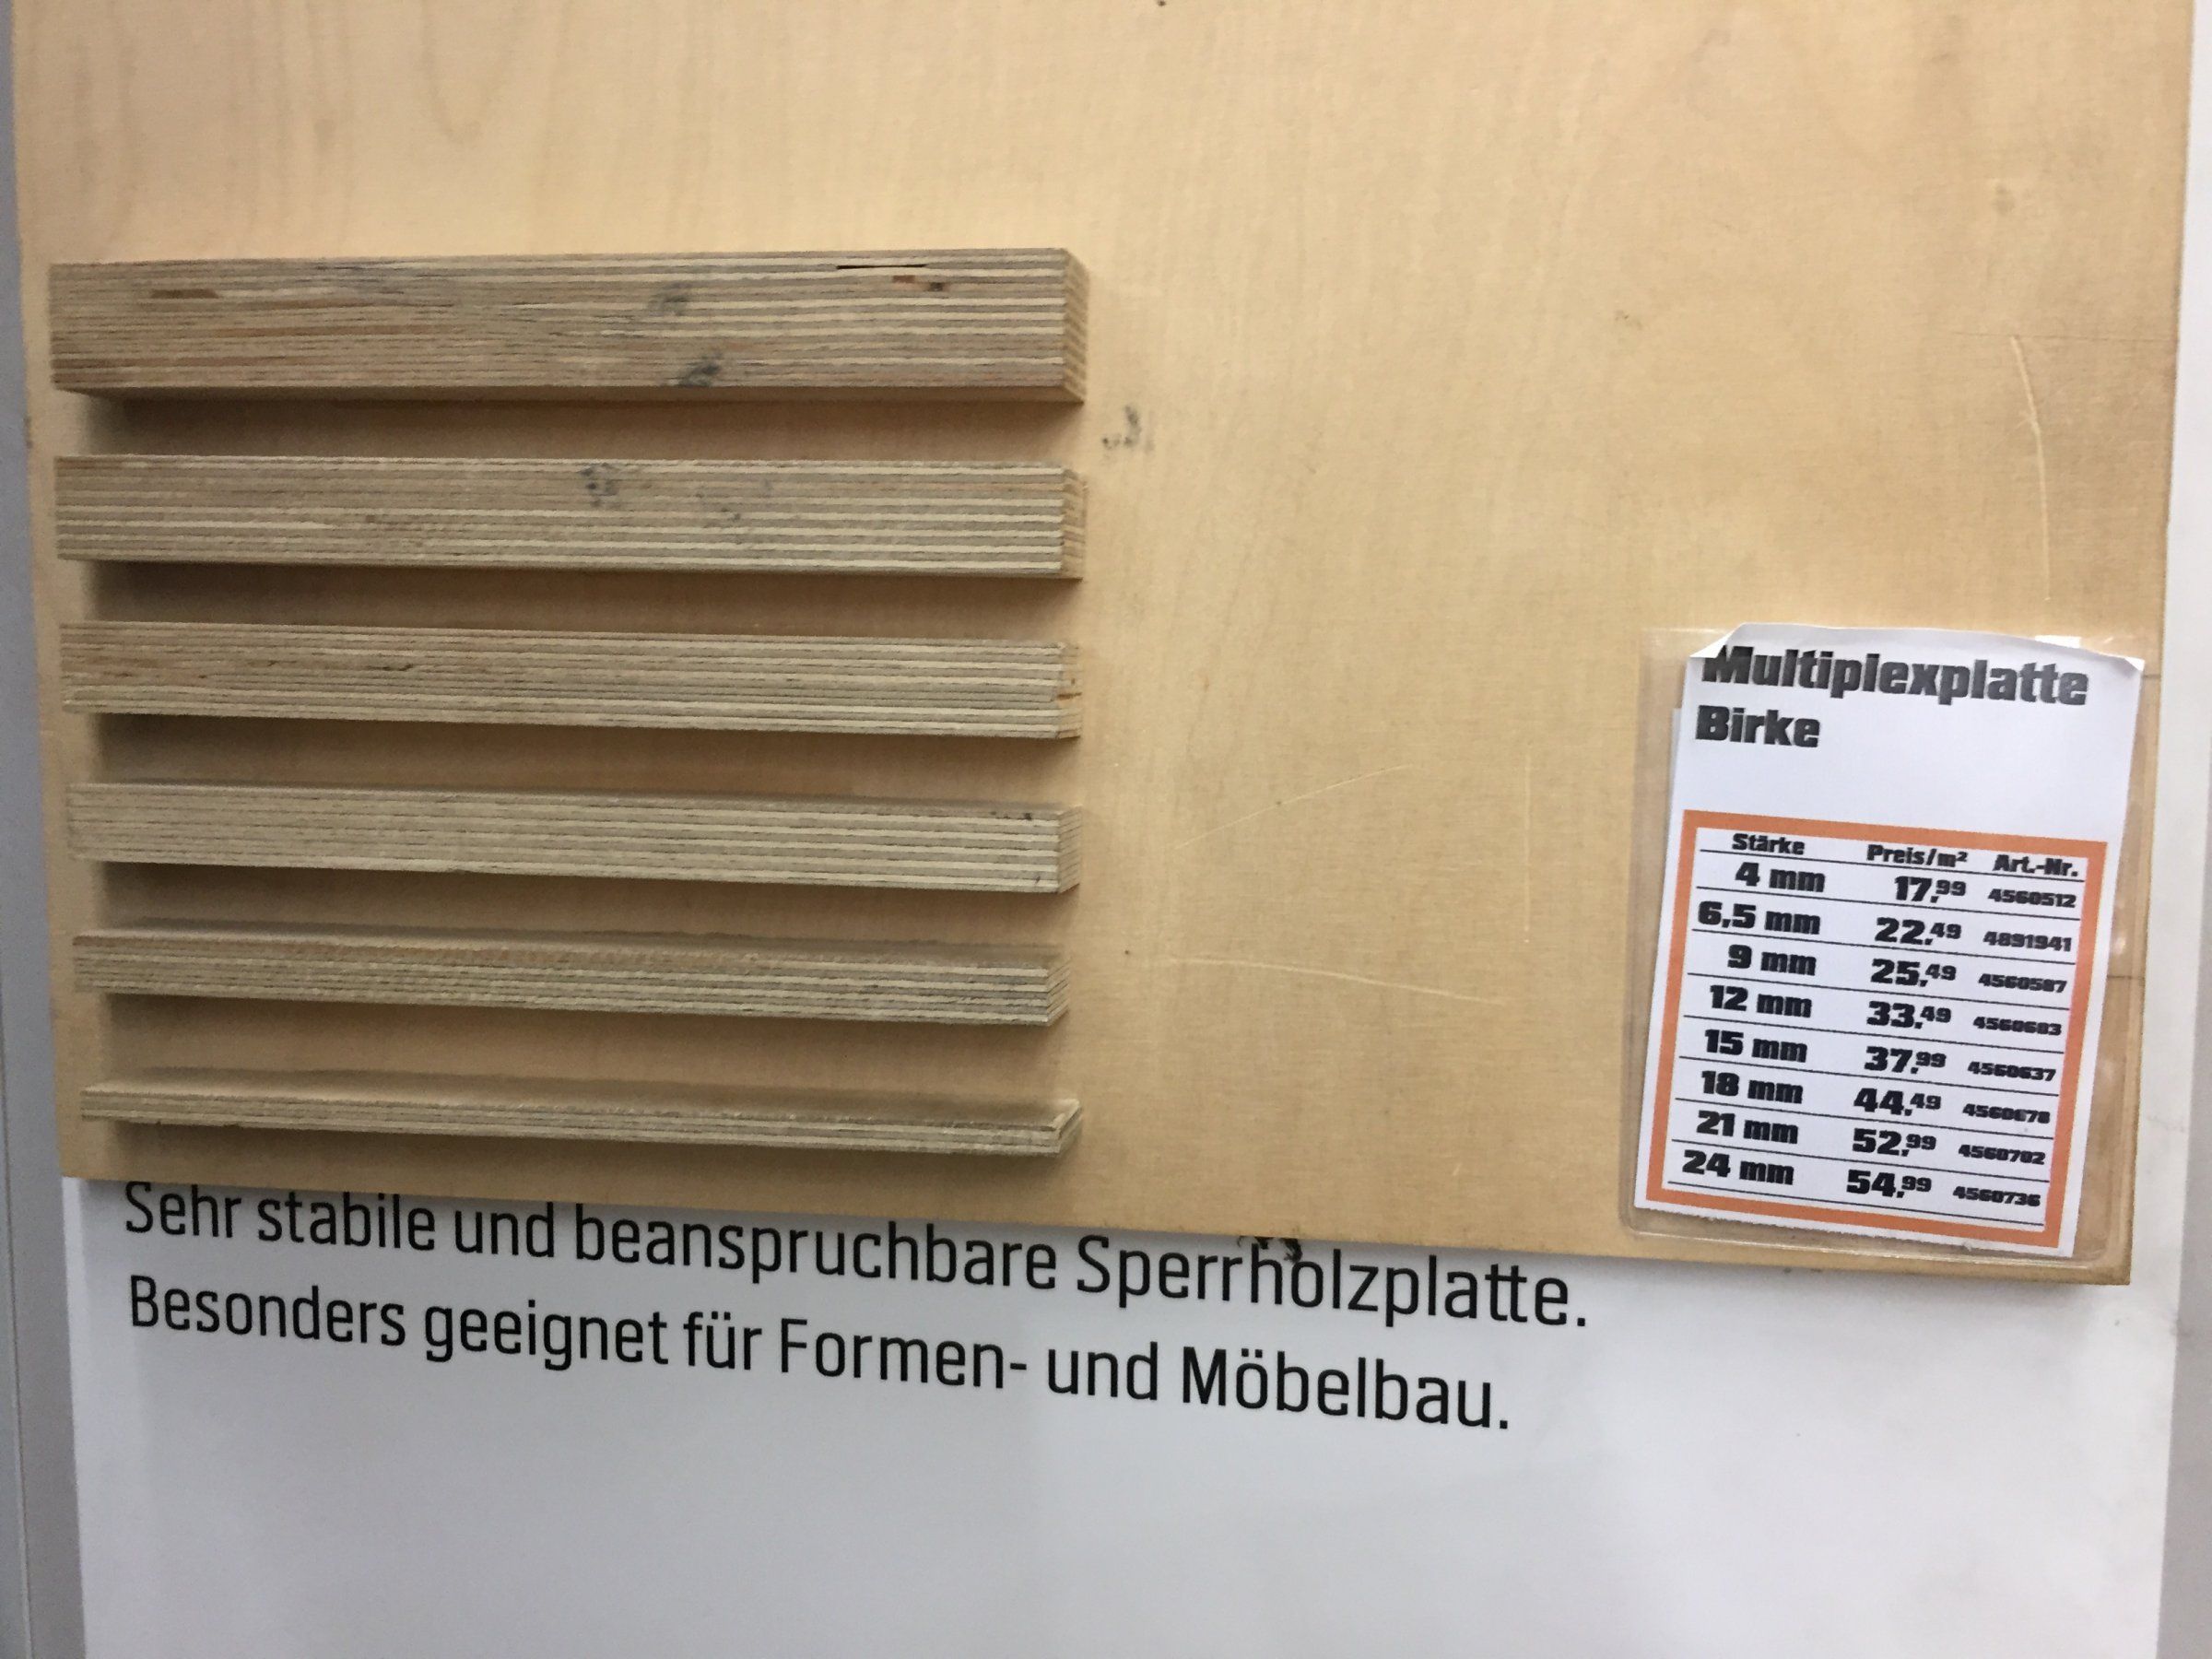 Multiplexplatte
Birke
Stärke Preis/m² Art.-Nr.
4 mm 17,99 4560512
6,5 mm 22,49 4891941
9 mm 25,49 4560587
12 mm 33,49 4560603
15 mm 37,99 4560637
18 mm 44,49 4560678
21 mm 52,99 4560702
24 mm 54,99 4560736
Sehr stabile und beanspruchbare Sperrholzplatte.
Besonders geeignet für Formen- und Möbelbau.